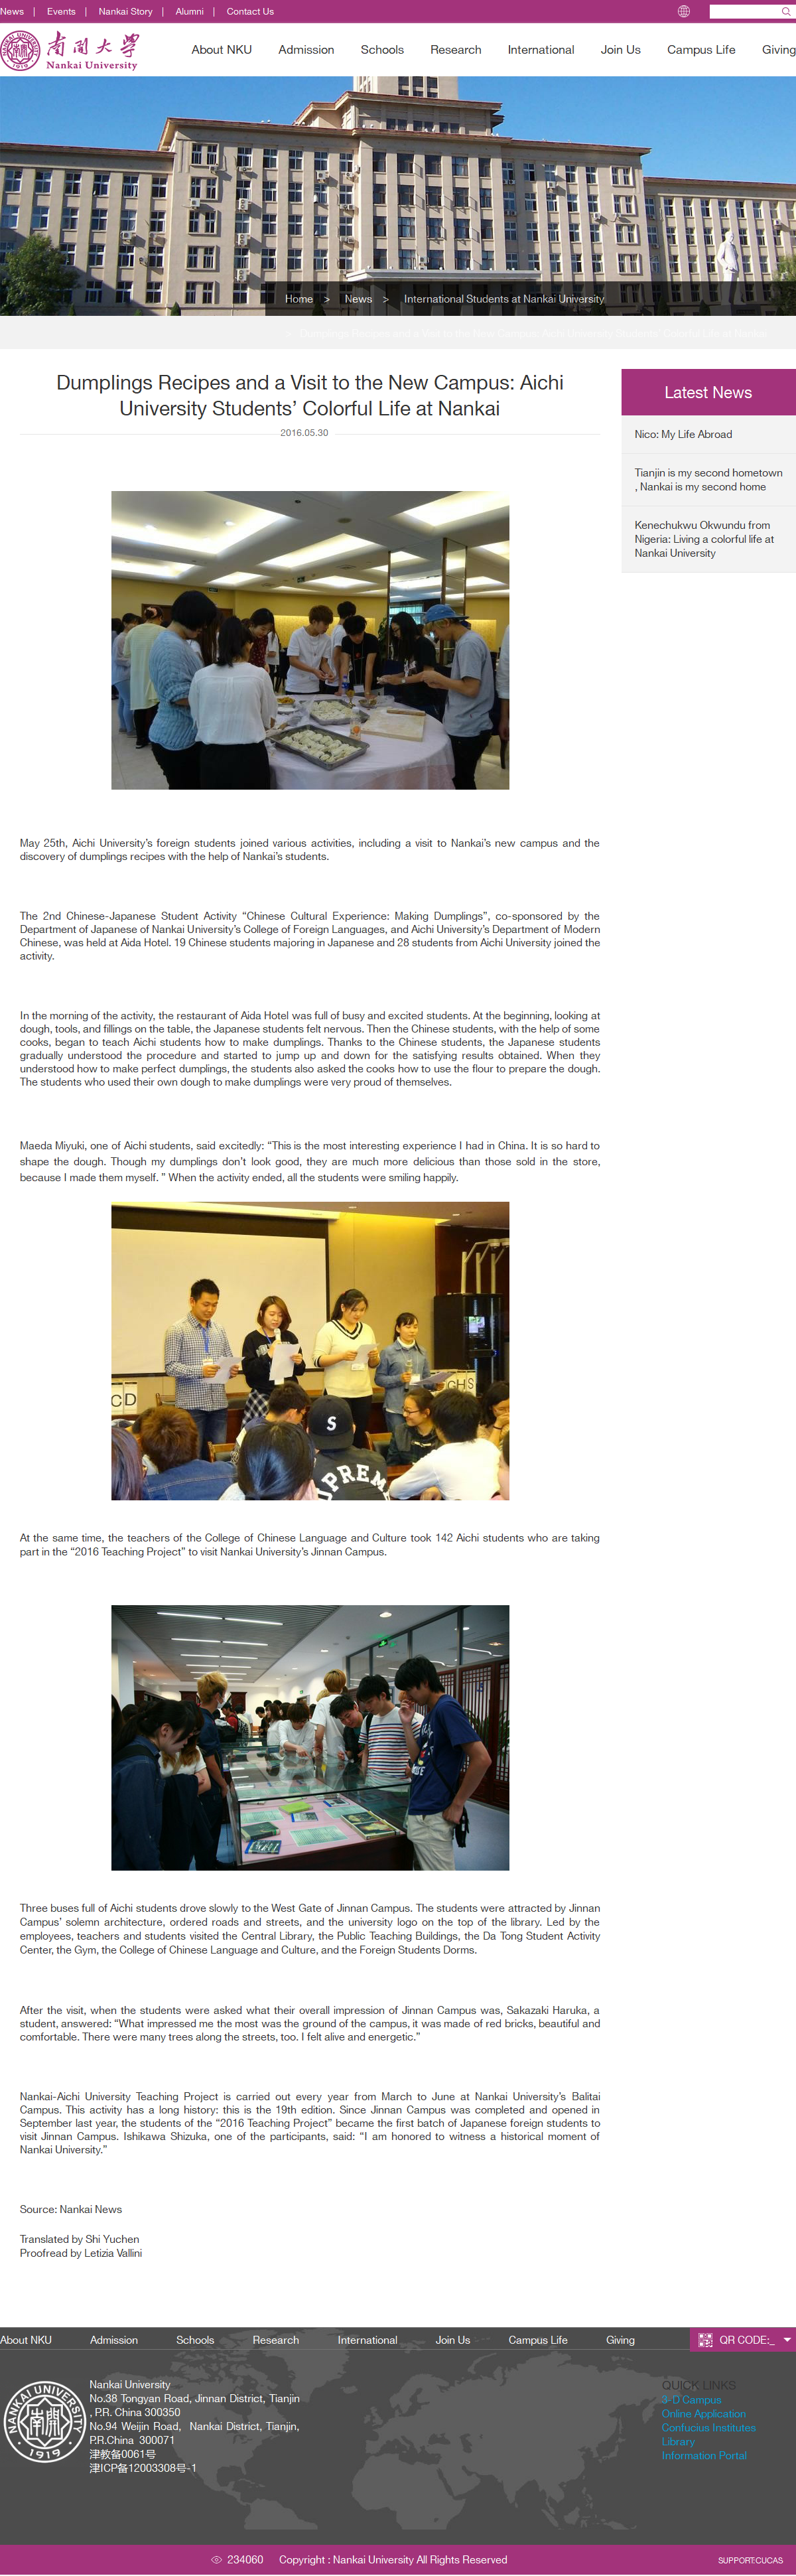 News | Events | Nankai Story | Alumni | Contact Us
南開大學
Nankai University
About NKU Admission Schools Research International Join Us Campus Life Giving
Home > News > International Students at Nankai University
> Dumplings Recipes and a Visit to the New Campus: Aichi University Students’ Colorful Life at Nankai
Dumplings Recipes and a Visit to the New Campus: Aichi
University Students’ Colorful Life at Nankai
2016.05.30
Latest News
Nico: My Life Abroad
Tianjin is my second hometown
, Nankai is my second home
Kenechukwu Okwundu from
Nigeria: Living a colorful life at
Nankai University
May 25th, Aichi University’s foreign students joined various activities, including a visit to Nankai’s new campus and the
discovery of dumplings recipes with the help of Nankai’s students.
The 2nd Chinese-Japanese Student Activity “Chinese Cultural Experience: Making Dumplings”, co-sponsored by the
Department of Japanese of Nankai University’s College of Foreign Languages, and Aichi University’s Department of Modern
Chinese, was held at Aida Hotel. 19 Chinese students majoring in Japanese and 28 students from Aichi University joined the
activity.
In the morning of the activity, the restaurant of Aida Hotel was full of busy and excited students. At the beginning, looking at
dough, tools, and fillings on the table, the Japanese students felt nervous. Then the Chinese students, with the help of some
cooks, began to teach Aichi students how to make dumplings. Thanks to the Chinese students, the Japanese students
gradually understood the procedure and started to jump up and down for the satisfying results obtained. When they
understood how to make perfect dumplings, the students also asked the cooks how to use the flour to prepare the dough.
The students who used their own dough to make dumplings were very proud of themselves.
Maeda Miyuki, one of Aichi students, said excitedly: “This is the most interesting experience I had in China. It is so hard to
shape the dough. Though my dumplings don’t look good, they are much more delicious than those sold in the store,
because I made them myself. ” When the activity ended, all the students were smiling happily.
CD
GHS
S
SUPREME
At the same time, the teachers of the College of Chinese Language and Culture took 142 Aichi students who are taking
part in the “2016 Teaching Project” to visit Nankai University’s Jinnan Campus.
Three buses full of Aichi students drove slowly to the West Gate of Jinnan Campus. The students were attracted by Jinnan
Campus’ solemn architecture, ordered roads and streets, and the university logo on the top of the library. Led by the
employees, teachers and students visited the Central Library, the Public Teaching Buildings, the Da Tong Student Activity
Center, the Gym, the College of Chinese Language and Culture, and the Foreign Students Dorms.
After the visit, when the students were asked what their overall impression of Jinnan Campus was, Sakazaki Haruka, a
student, answered: “What impressed me the most was the ground of the campus, it was made of red bricks, beautiful and
comfortable. There were many trees along the streets, too. I felt alive and energetic.”
Nankai-Aichi University Teaching Project is carried out every year from March to June at Nankai University’s Balitai
Campus. This activity has a long history: this is the 19th edition. Since Jinnan Campus was completed and opened in
September last year, the students of the “2016 Teaching Project” became the first batch of Japanese foreign students to
visit Jinnan Campus. Ishikawa Shizuka, one of the participants, said: “I am honored to witness a historical moment of
Nankai University.”
Source: Nankai News
Translated by Shi Yuchen
Proofread by Letizia Vallini
About NKU Admission Schools Research International Join Us Campus Life Giving
QR CODE:_
NANKAI UNIVERSITY
1919
Nankai University
No.38 Tongyan Road, Jinnan District, Tianjin
, P.R. China 300350
No.94 Weijin Road, Nankai District, Tianjin,
P.R.China 300071
津教备0061号
津ICP备12003308号-1
QUICK LINKS
3-D Campus
Online Application
Confucius Institutes
Library
Information Portal
234060 Copyright : Nankai University All Rights Reserved
SUPPORT:CUCAS